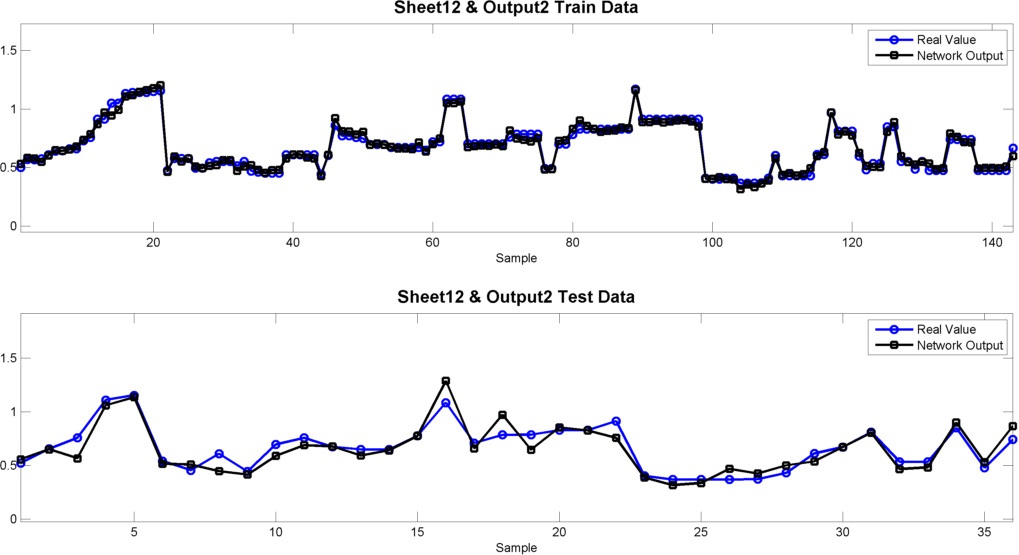 Sheet12 & Output2 Train Data
1.5
1
0.5
0
Real Value
Network Output
20
40
60
80
100
120
140
Sample
Sheet12 & Output2 Test Data
1.5
1
0.5
0
Real Value
Network Output
5
10
15
20
25
30
35
Sample